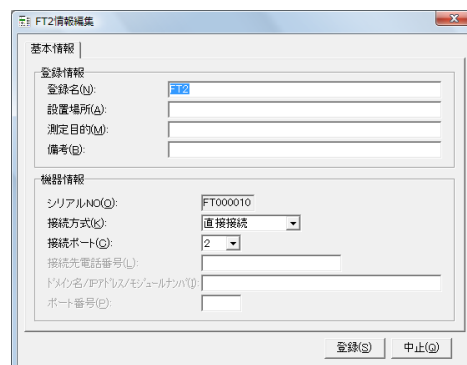 FT2情報編集
基本情報
登録情報
登録名(N): FT2
設置場所(A):
測定目的(M):
備考(B):
機器情報
シリアルNO(O): FT000010
接続方式(K): 直接接続
接続ポート(C): 2
接続先電話番号(L):
ドメイン名/IPアドレス/モジュールナンバ(I):
ポート番号(P):
登録(S) 中止(Q)